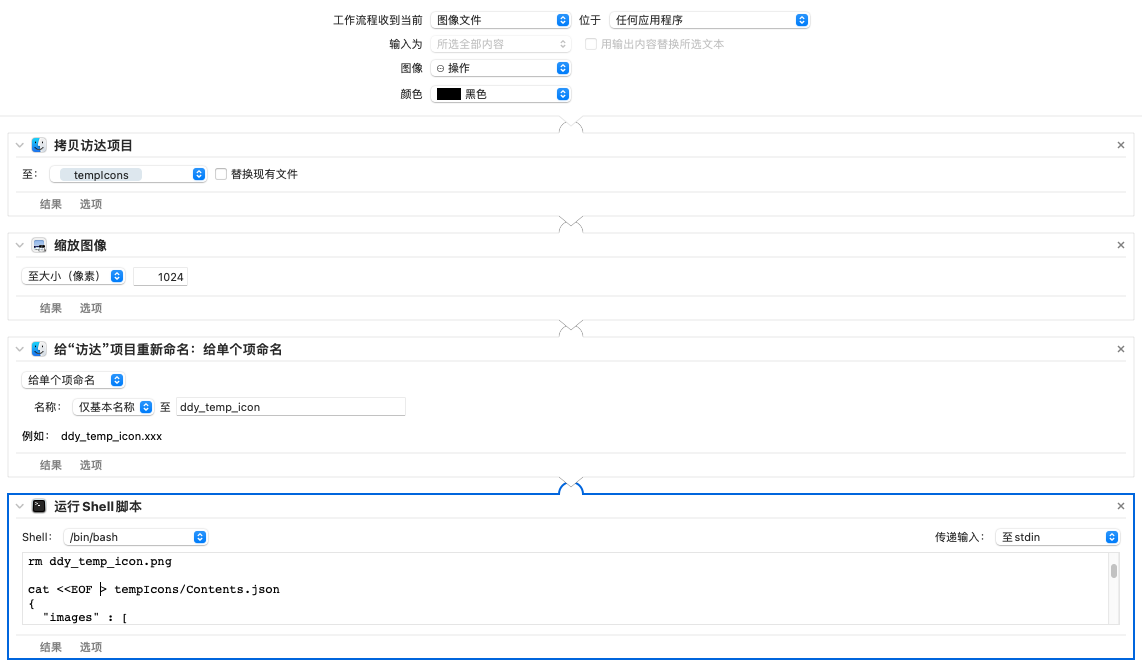 工作流程收到当前 图像文件 位于 任何应用程序
输入为 所选全部内容 用输出内容替换所选文本
图像 操作
颜色 黑色
拷贝访达项目
至： tempIcons 替换现有文件
结果 选项
缩放图像
至大小（像素） 1024
结果 选项
给“访达”项目重新命名：给单个项命名
给单个项命名
名称： 仅基本名称 至 ddy_temp_icon
例如： ddy_temp_icon.xxx
结果 选项
运行 Shell 脚本
Shell： /bin/bash 传递输入： 至 stdin
rm ddy_temp_icon.png
cat <<EOF > tempIcons/Contents.json
{
"images" : [
结果 选项